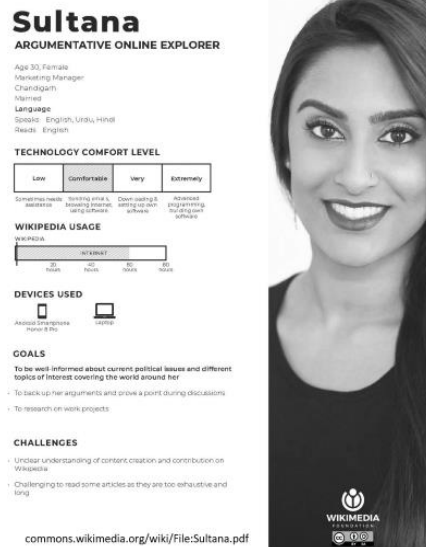 Sultana
ARGUMENTATIVE ONLINE EXPLORER
Age 30, Female
Marketing Manager
Chandigarh
Married
Language
Speaks English, Urdu, Hindi
Reads English
TECHNOLOGY COMFORT LEVEL
Low Comfortable Very Extremely
Sometimes needs assistance
Sending emails, browsing internet, using software
Downloading & setting up own software
Advanced programming, building own software
WIKIPEDIA USAGE
WIKIPEDIA
INTERNET
20 hours 40 hours 60 hours 80 hours
DEVICES USED
Android Smartphone Laptop
Honor 8 Pro
GOALS
To be well-informed about current political issues and different
topics of interest covering the world around her
· To back up her arguments and prove a point during discussions
· To research on work projects
CHALLENGES
· Unclear understanding of content creation and contribution on
Wikipedia
· Challenging to read some articles as they are too exhaustive and
long
WIKIMEDIA
FOUNDATION
commons.wikimedia.org/wiki/File:Sultana.pdf